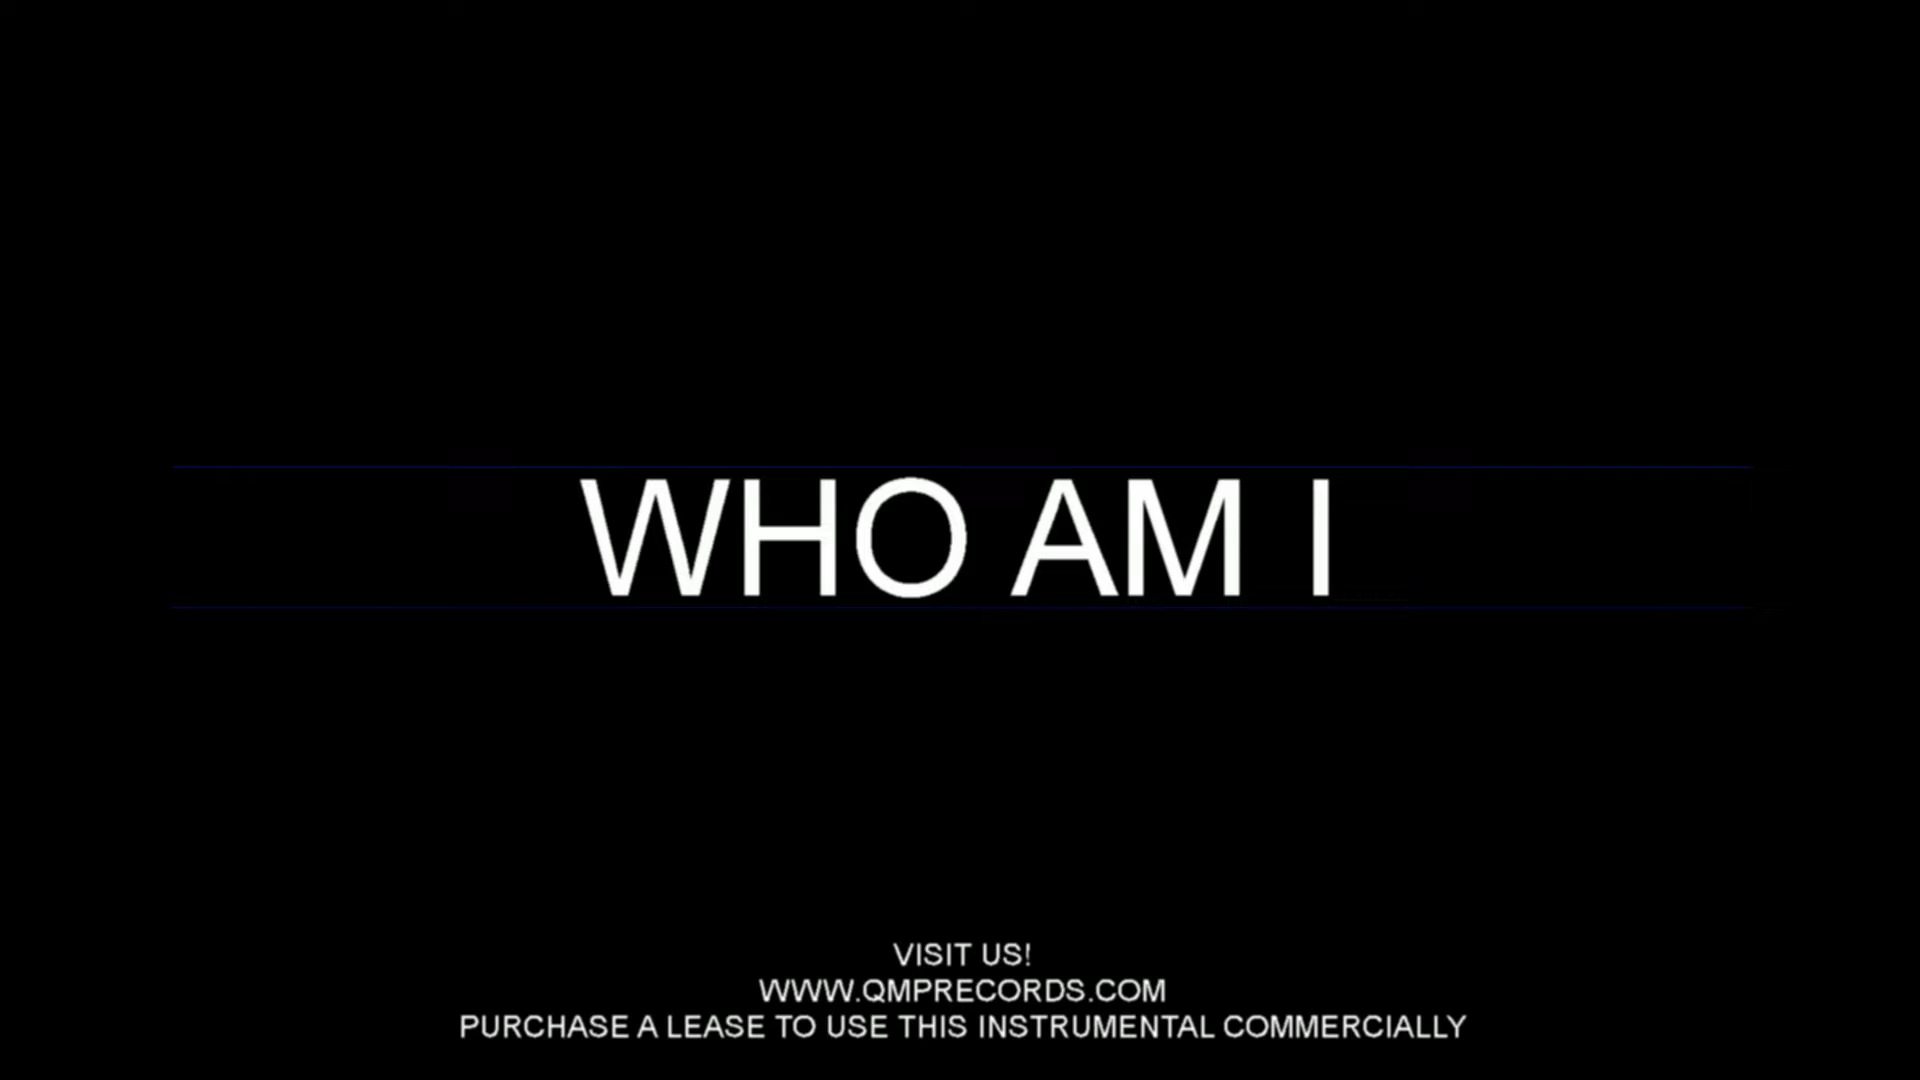 WHO AM I
VISIT US!
WWW.QMPRECORDS.COM
PURCHASE A LEASE TO USE THIS INSTRUMENTAL COMMERCIALLY